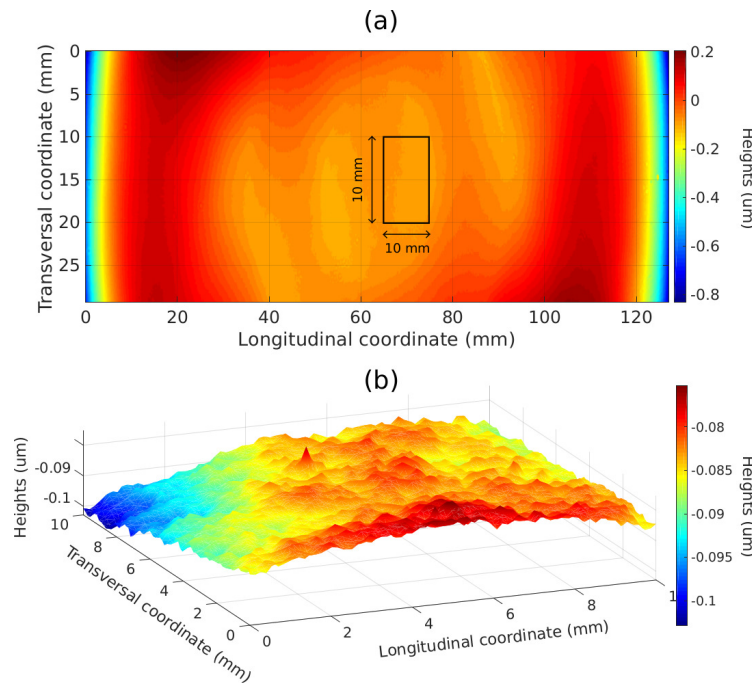 (a)
0
5
10
15
20
25
Transversal coordinate (mm)
10 mm
10 mm
0 20 40 60 80 100 120
Longitudinal coordinate (mm)
0.2
0
-0.2
-0.4
-0.6
-0.8
Heights (um)
(b)
-0.09
-0.1
Heights (um)
10
8
6
4
2
0
Transversal coordinate (mm)
0 2 4 6 8
Longitudinal coordinate (mm)
-0.08
-0.085
-0.09
-0.095
-0.1
Heights (um)